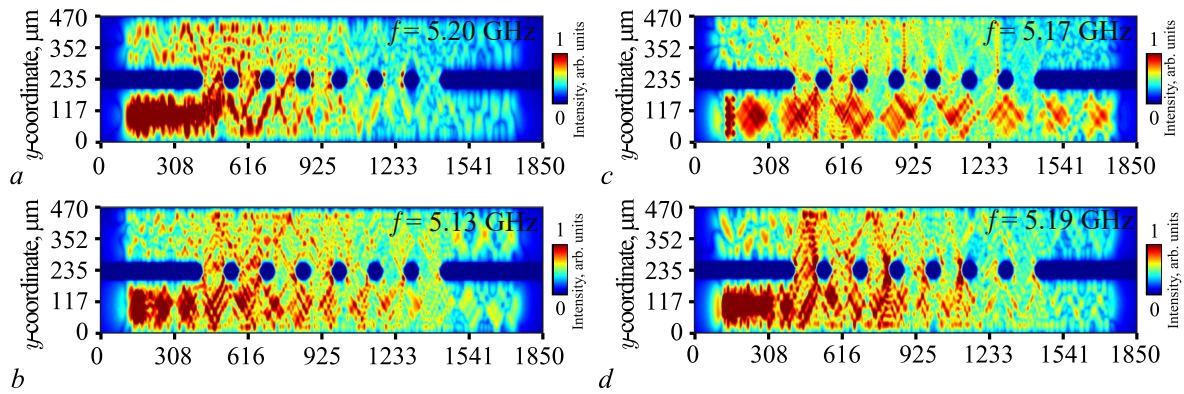 470
352
235
117
0
y-coordinate, μm
f = 5.20 GHz
1
0
Intensity, arb. units
0 308 616 925 1233 1541 1850
a
470
352
235
117
0
y-coordinate, μm
f = 5.13 GHz
1
0
Intensity, arb. units
0 308 616 925 1233 1541 1850
b
470
352
235
117
0
y-coordinate, μm
f = 5.17 GHz
1
0
Intensity, arb. units
0 308 616 925 1233 1541 1850
c
470
352
235
117
0
y-coordinate, μm
f = 5.19 GHz
1
0
Intensity, arb. units
0 308 616 925 1233 1541 1850
d